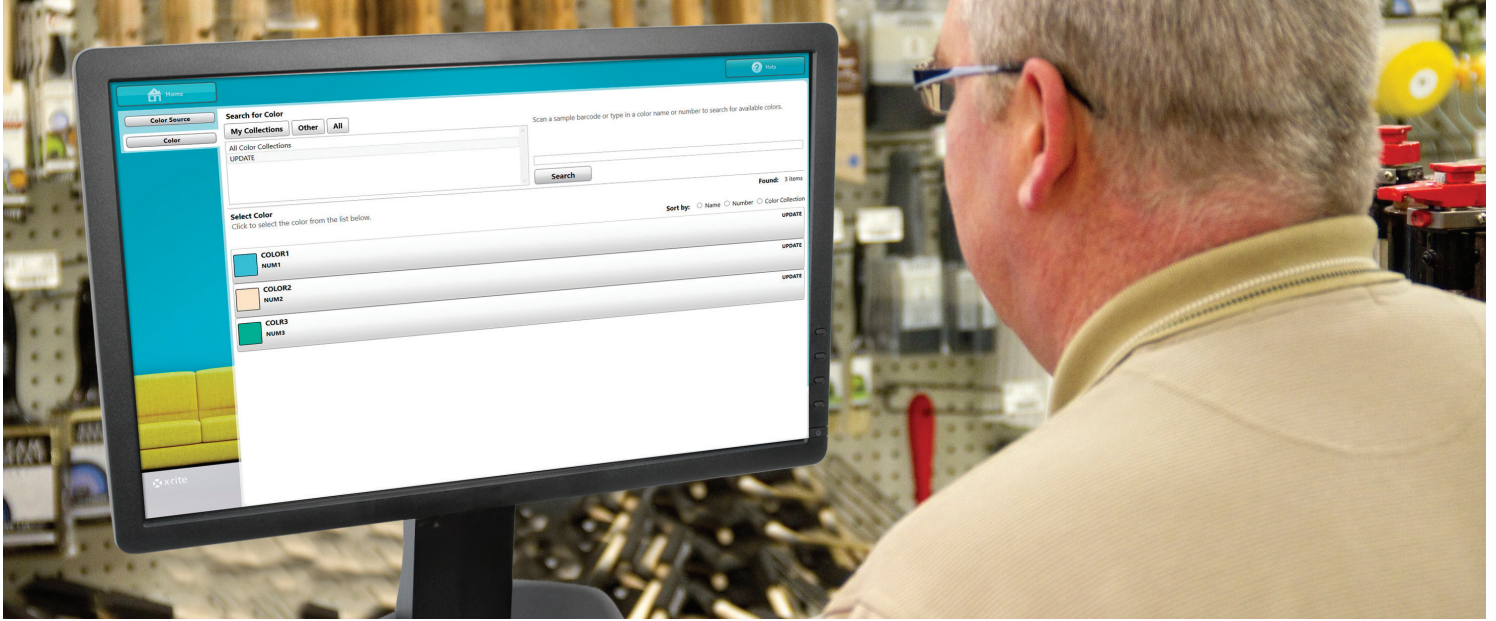 Home
Help
Color Source
Color
Search for Color
My Collections Other All
All Color Collections
UPDATE
Scan a sample barcode or type in a color name or number to search for available colors.
Search
Found: 3 items
Select Color
Click to select the color from the list below.
Sort by: Name Number Color Collection
COLOR1
NUM1
UPDATE
COLOR2
NUM2
UPDATE
COLR3
NUM3
UPDATE
x·rite